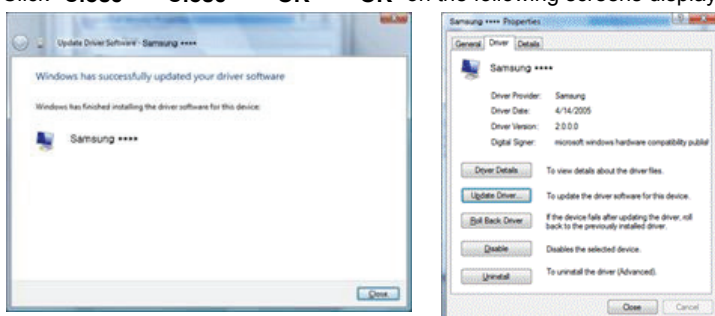 Update Driver Software - Samsung ****
Windows has successfully updated your driver software
Windows has finished installing the driver software for this device:
Samsung ****
Close
Samsung **** Properties
General Driver Details
Samsung ****
Driver Provider: Samsung
Driver Date: 4/14/2005
Driver Version: 2.0.0.0
Digital Signer: microsoft windows hardware compatibility publis
Driver Details To view details about the driver files.
Update Driver... To update the driver software for this device.
Roll Back Driver If the device fails after updating the driver, roll
back to the previously installed driver.
Disable Disables the selected device.
Uninstall To uninstall the driver (Advanced).
Close Cancel